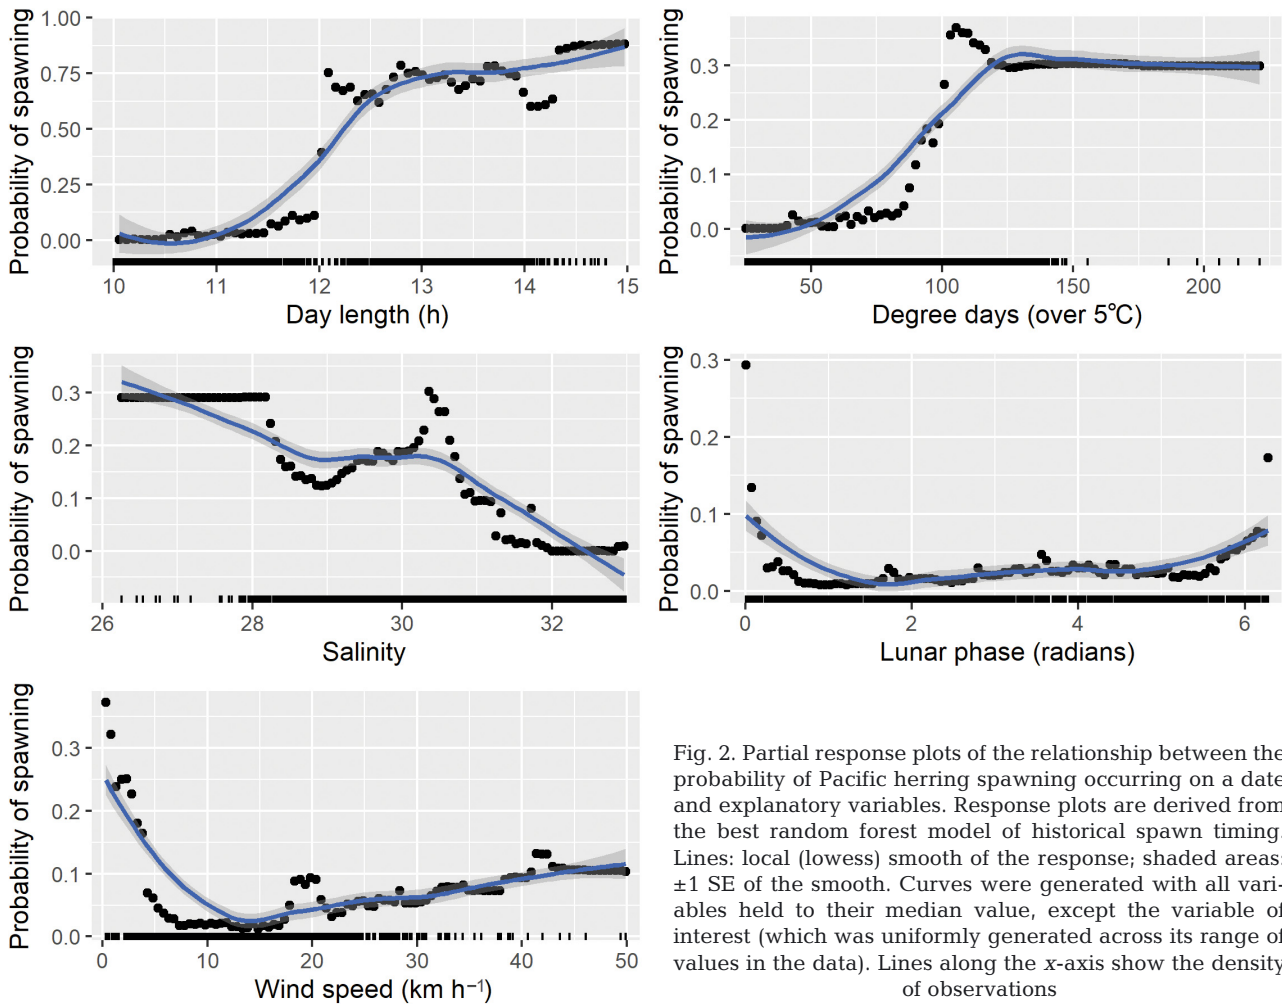 Probability of spawning
1.00
0.75
0.50
0.25
0.00
10 11 12 13 14 15
Day length (h)
Probability of spawning
0.3
0.2
0.1
0.0
50 100 150 200
Degree days (over 5°C)
Probability of spawning
0.3
0.2
0.1
0.0
26 28 30 32
Salinity
Probability of spawning
0.3
0.2
0.1
0.0
0 2 4 6
Lunar phase (radians)
Probability of spawning
0.3
0.2
0.1
0.0
0 10 20 30 40 50
Wind speed (km h⁻¹)
Fig. 2. Partial response plots of the relationship between the
probability of Pacific herring spawning occurring on a date
and explanatory variables. Response plots are derived from
the best random forest model of historical spawn timing.
Lines: local (lowess) smooth of the response; shaded areas:
±1 SE of the smooth. Curves were generated with all vari-
ables held to their median value, except the variable of
interest (which was uniformly generated across its range of
values in the data). Lines along the x-axis show the density
of observations